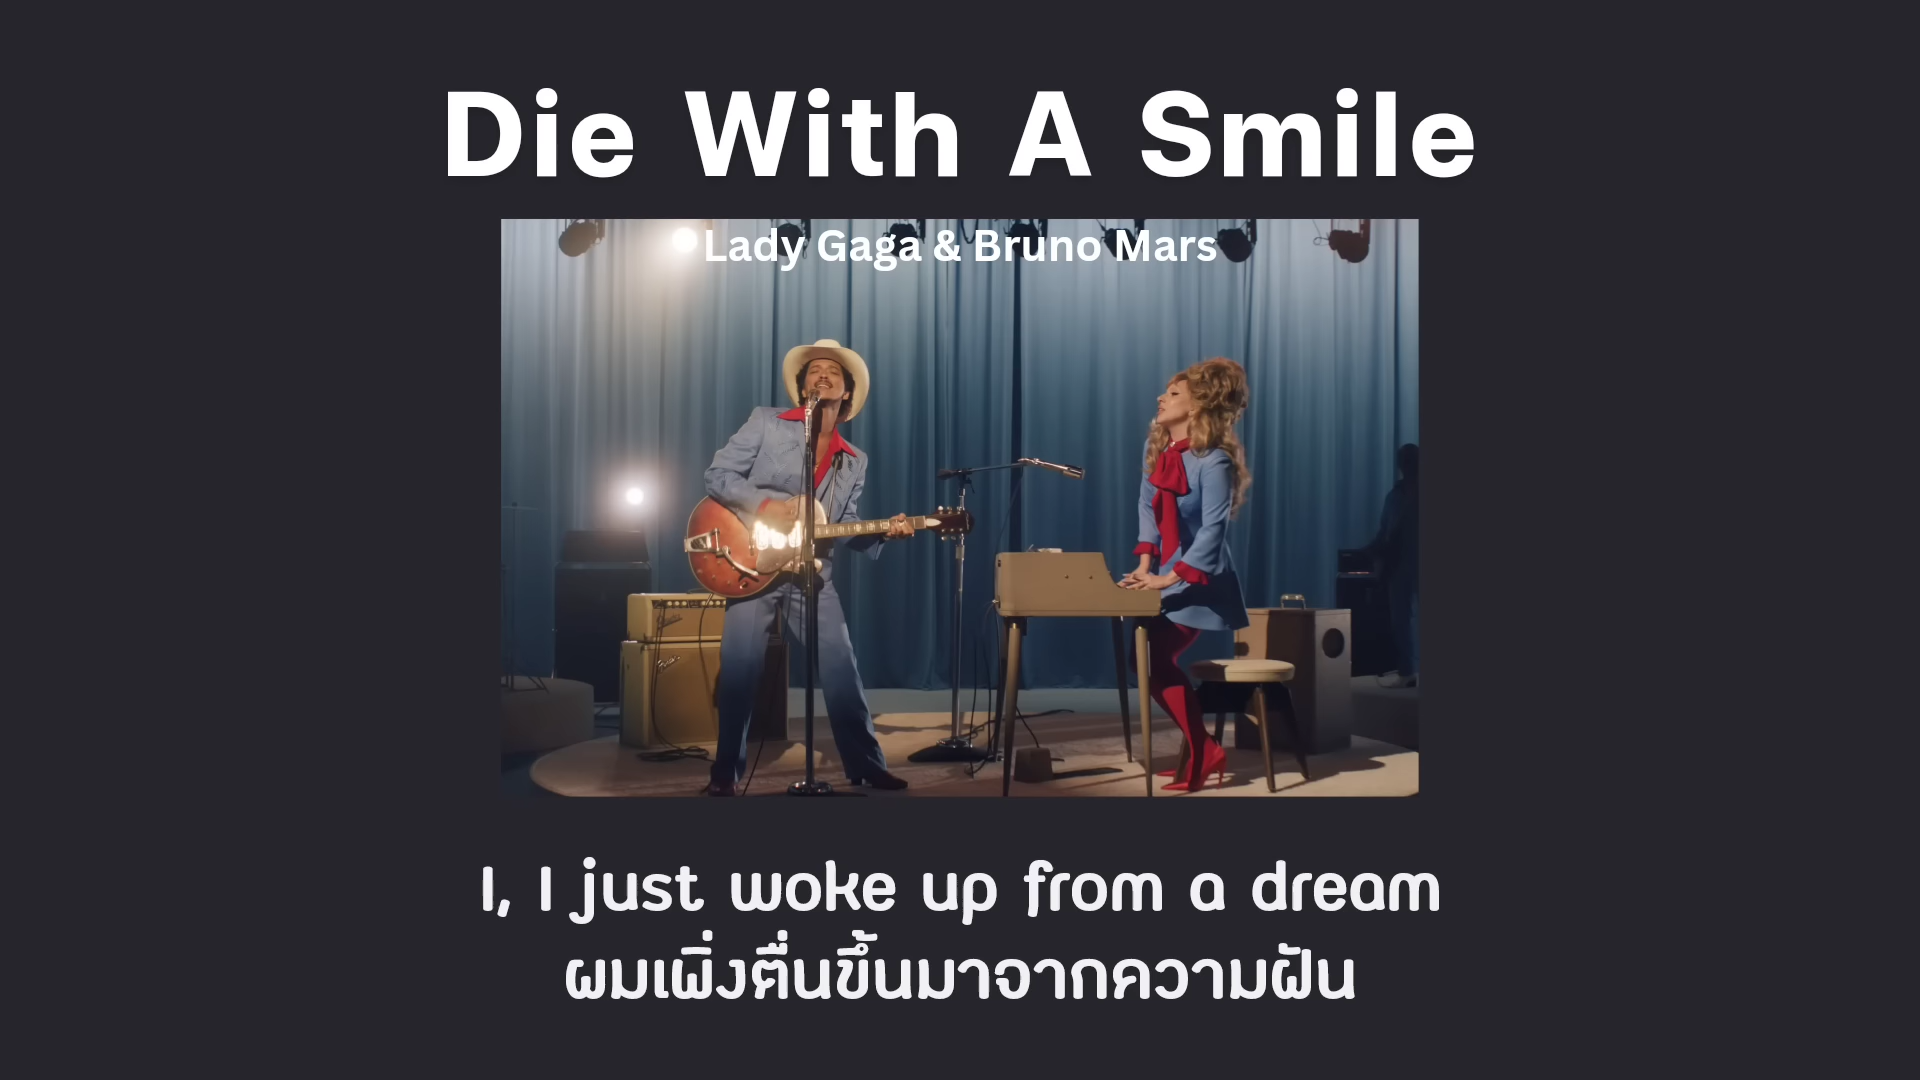 Die With A Smile
Lady Gaga & Bruno Mars
I, I just woke up from a dream
ผมเพิ่งตื่นขึ้นมาจากความฝัน